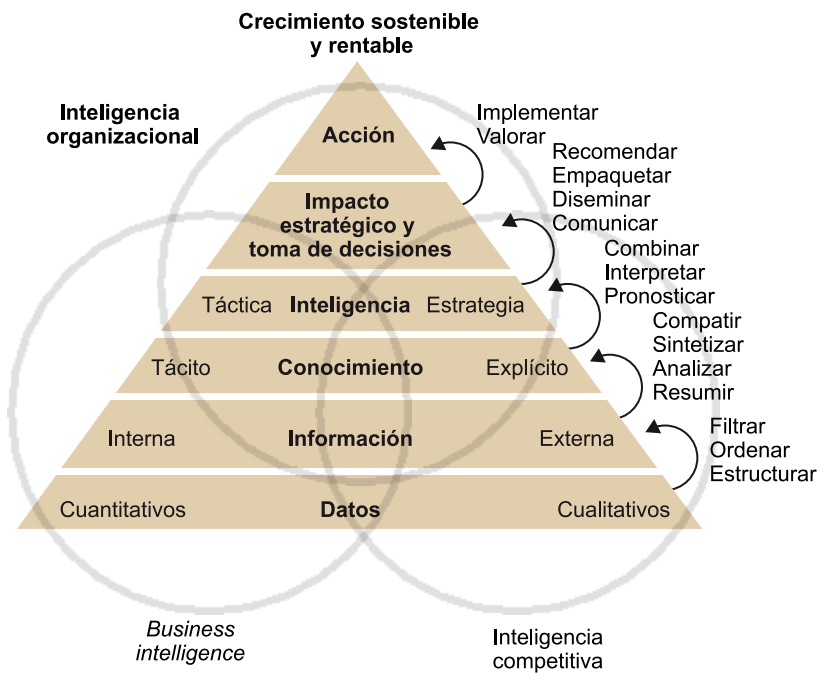 Crecimiento sostenible
y rentable
Inteligencia
organizacional
Acción
Implementar
Valorar
Impacto
estratégico y
toma de decisiones
Recomendar
Empaquetar
Diseminar
Comunicar
Táctica Inteligencia Estrategia
Combinar
Interpretar
Pronosticar
Tácito Conocimiento Explícito
Compatir
Sintetizar
Analizar
Resumir
Interna Información Externa
Filtrar
Ordenar
Estructurar
Cuantitativos Datos Cualitativos
Business
intelligence
Inteligencia
competitiva